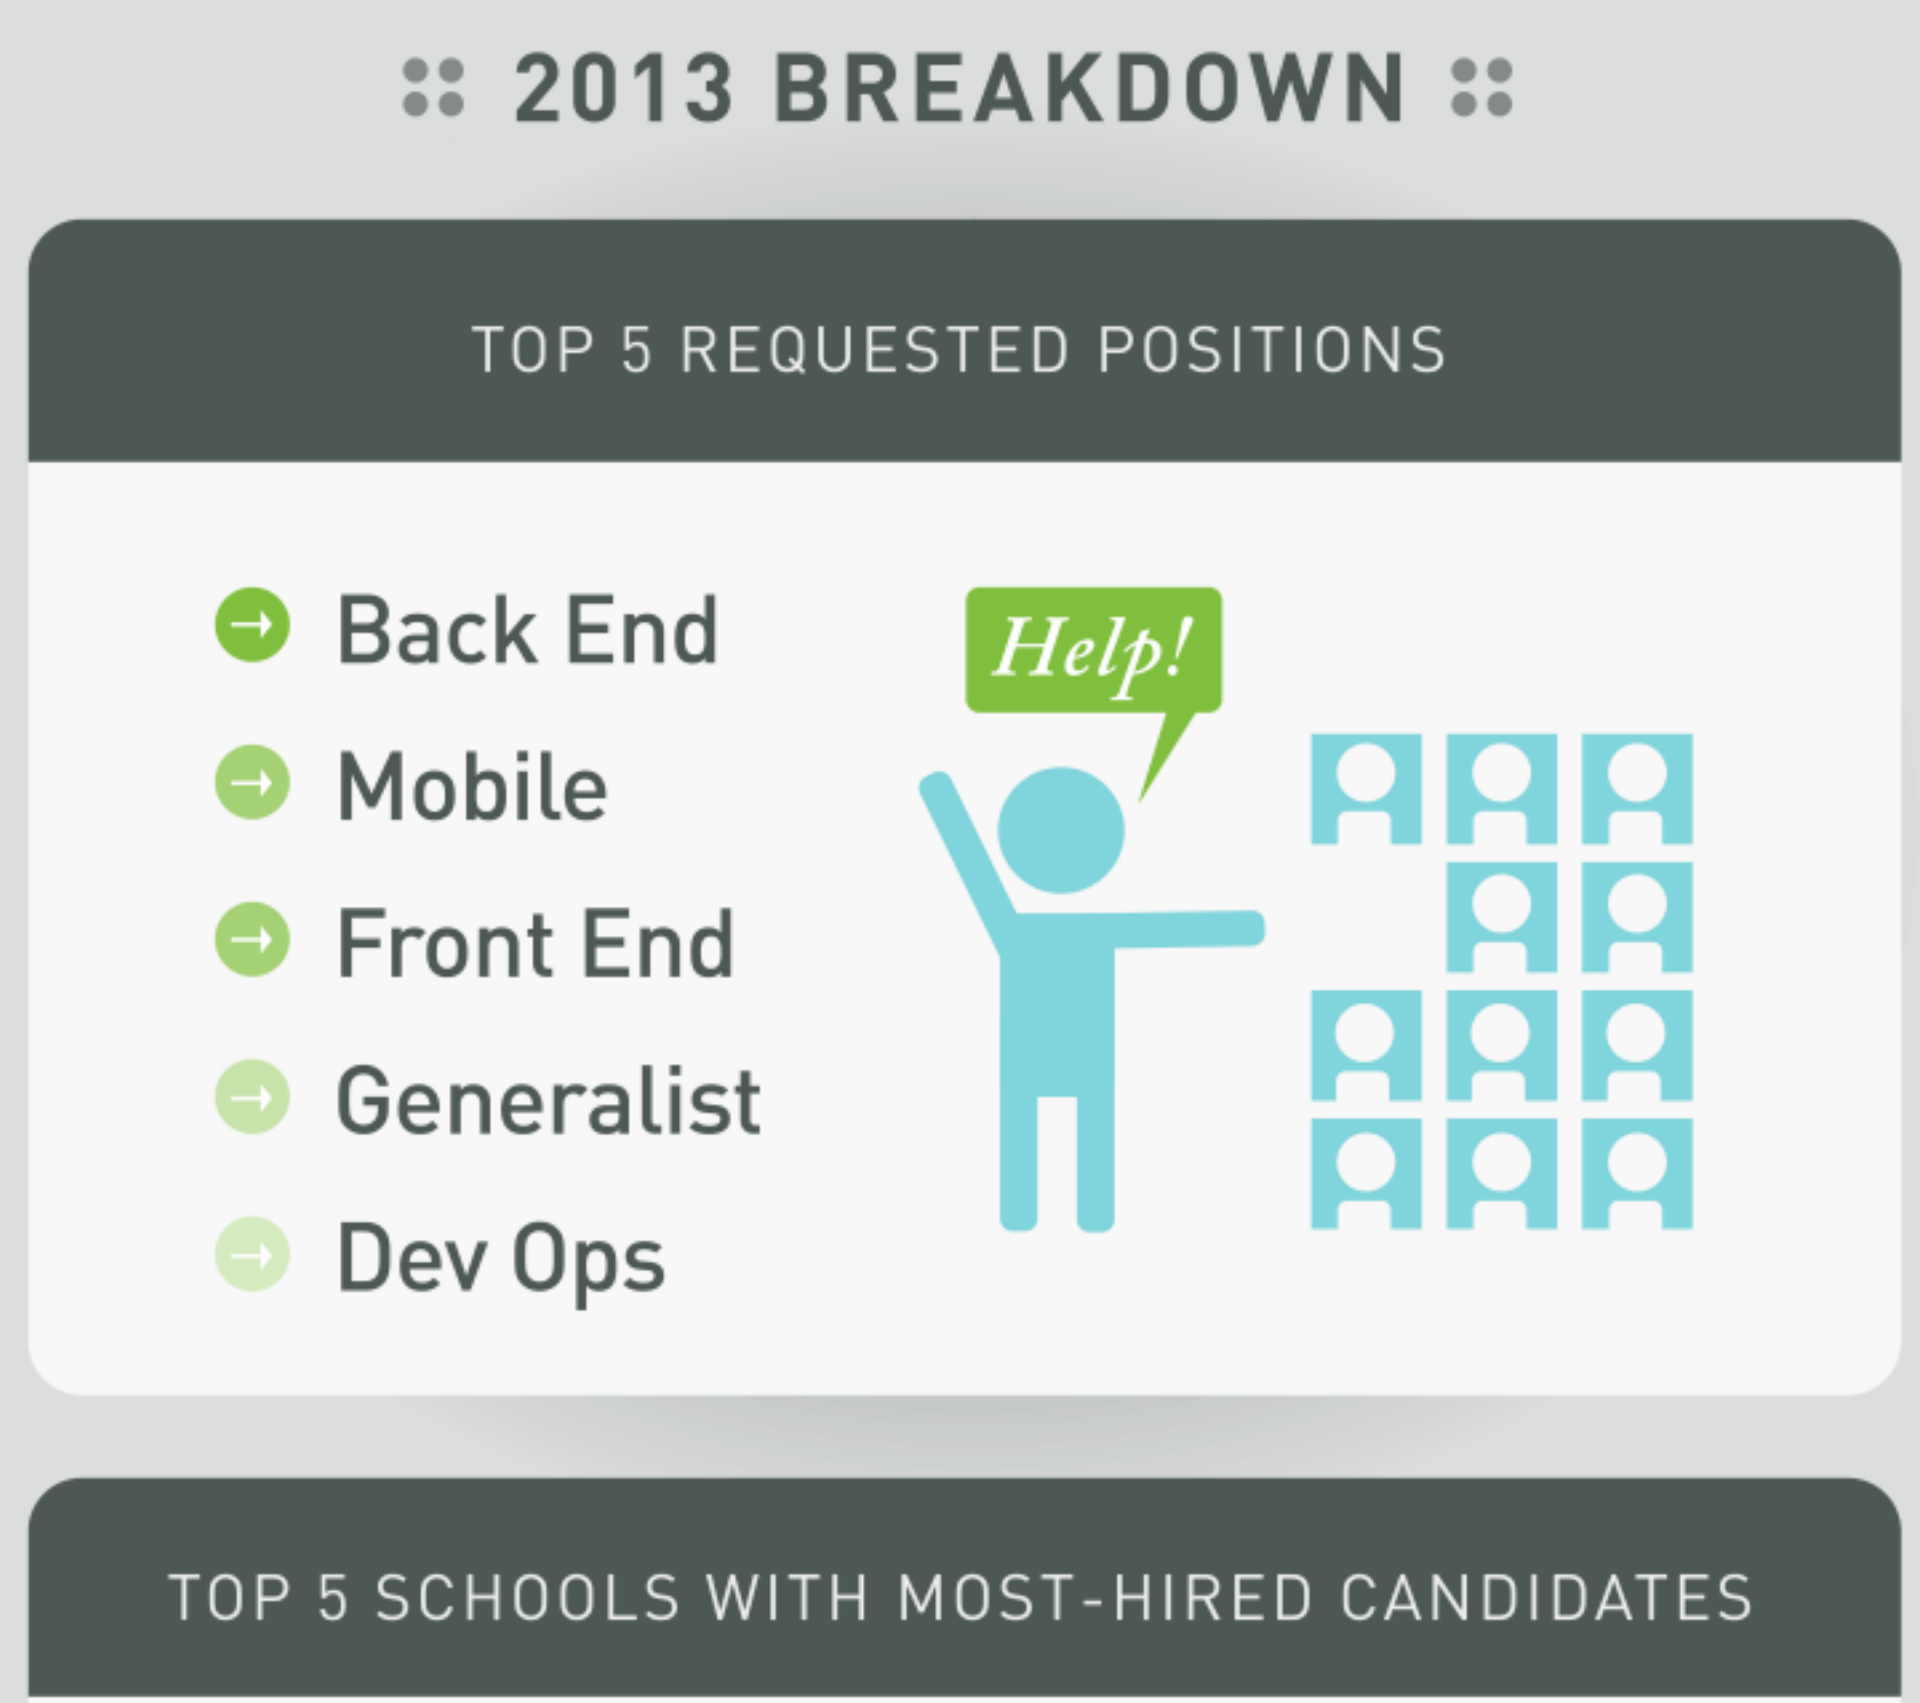 2013 BREAKDOWN
TOP 5 REQUESTED POSITIONS
Back End
Mobile
Front End
Generalist
Dev Ops
Help!
TOP 5 SCHOOLS WITH MOST-HIRED CANDIDATES